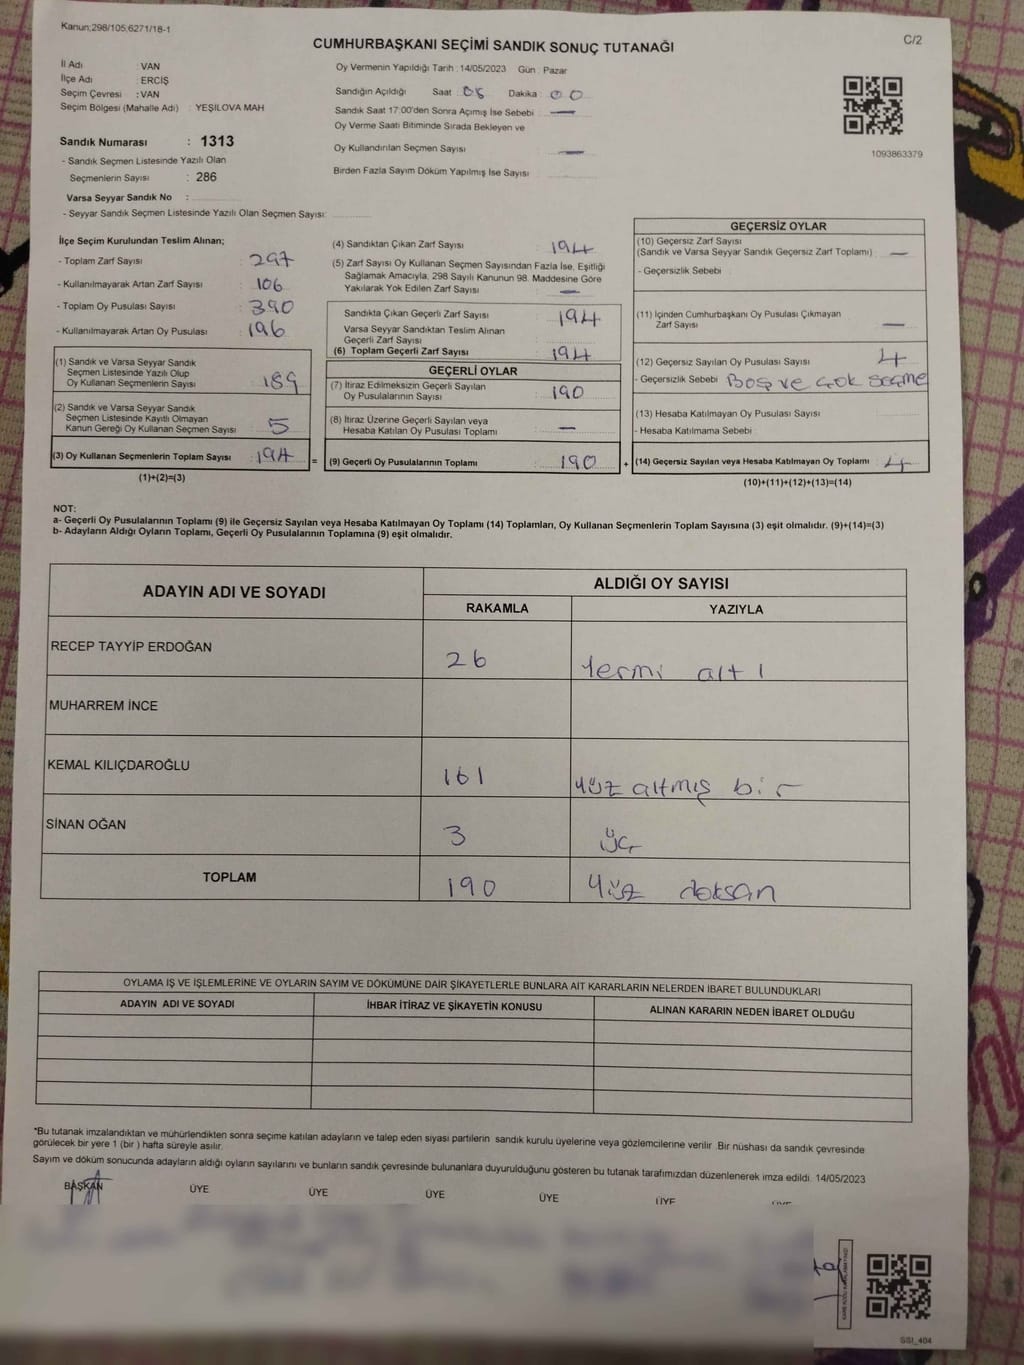 Kanun;298/105,6271/18-1
C/2
CUMHURBAŞKANI SEÇİMİ SANDIK SONUÇ TUTANAĞI
İl Adı : VAN
İlçe Adı : ERCİŞ
Seçim Çevresi : VAN
Seçim Bölgesi (Mahalle Adı) : YEŞİLOVA MAH
Sandık Numarası : 1313
- Sandık Seçmen Listesinde Yazılı Olan
Seçmenlerin Sayısı : 286
Varsa Seyyar Sandık No :
- Seyyar Sandık Seçmen Listesinde Yazılı Olan Seçmen Sayısı:
Oy Vermenin Yapıldığı Tarih : 14/05/2023 Gün : Pazar
Sandığın Açıldığı Saat : 08 Dakika : 00
Sandık Saat 17:00'den Sonra Açımış İse Sebebi : —
Oy Verme Saati Bitiminde Sırada Bekleyen ve
Oy Kullandırılan Seçmen Sayısı : —
Birden Fazla Sayım Döküm Yapılmış İse Sayısı :
1093863379
İlçe Seçim Kurulundan Teslim Alınan;
- Toplam Zarf Sayısı : 297
- Kullanılmayarak Artan Zarf Sayısı : 106
- Toplam Oy Pusulası Sayısı : 390
- Kullanılmayarak Artan Oy Pusulası : 196
(1) Sandık ve Varsa Seyyar Sandık
Seçmen Listesinde Yazılı Olup
Oy Kullanan Seçmenlerin Sayısı : 189
(2) Sandık ve Varsa Seyyar Sandık
Seçmen Listesinde Kayıtlı Olmayan
Kanun Gereği Oy Kullanan Seçmen Sayısı : 5
(3) Oy Kullanan Seçmenlerin Toplam Sayısı : 194 =
(1)+(2)=(3)
(4) Sandıktan Çıkan Zarf Sayısı : 194
(5) Zarf Sayısı Oy Kullanan Seçmen Sayısından Fazla İse, Eşitliği
Sağlamak Amacıyla, 298 Sayılı Kanunun 98. Maddesine Göre
Yakılarak Yok Edilen Zarf Sayısı : —
Sandıkta Çıkan Geçerli Zarf Sayısı : 194
Varsa Seyyar Sandıktan Teslim Alınan
Geçerli Zarf Sayısı :
(6) Toplam Geçerli Zarf Sayısı : 194
GEÇERLİ OYLAR
(7) İtiraz Edilmeksizin Geçerli Sayılan
Oy Pusulalarının Sayısı : 190
(8) İtiraz Üzerine Geçerli Sayılan veya
Hesaba Katılan Oy Pusulası Toplamı : —
(9) Geçerli Oy Pusulalarının Toplamı : 190 +
GEÇERSİZ OYLAR
(10) Geçersiz Zarf Sayısı
(Sandık ve Varsa Seyyar Sandık Geçersiz Zarf Toplamı) : —
- Geçersizlik Sebebi :
(11) İçinden Cumhurbaşkanı Oy Pusulası Çıkmayan
Zarf Sayısı : —
(12) Geçersiz Sayılan Oy Pusulası Sayısı : 4
- Geçersizlik Sebebi : Boş ve çok seçme
(13) Hesaba Katılmayan Oy Pusulası Sayısı :
- Hesaba Katılmama Sebebi :
(14) Geçersiz Sayılan veya Hesaba Katılmayan Oy Toplamı : 4
(10)+(11)+(12)+(13)=(14)
NOT:
a- Geçerli Oy Pusulalarının Toplamı (9) ile Geçersiz Sayılan veya Hesaba Katılmayan Oy Toplamı (14) Toplamları, Oy Kullanan Seçmenlerin Toplam Sayısına (3) eşit olmalıdır. (9)+(14)=(3)
b- Adayların Aldığı Oyların Toplamı, Geçerli Oy Pusulalarının Toplamına (9) eşit olmalıdır.
ADAYIN ADI VE SOYADI ALDIĞI OY SAYISI
RAKAMLA YAZIYLA
RECEP TAYYİP ERDOĞAN 26 Yermi altı
MUHARREM İNCE
KEMAL KILIÇDAROĞLU 161 Yüz altmış bir
SİNAN OĞAN 3 üç
TOPLAM 190 Yüz doksan
OYLAMA İŞ VE İŞLEMLERİNE VE OYLARIN SAYIM VE DÖKÜMÜNE DAİR ŞİKAYETLERLE BUNLARA AİT KARARLARIN NELERDEN İBARET BULUNDUKLARI
ADAYIN ADI VE SOYADI İHBAR İTİRAZ VE ŞİKAYETİN KONUSU ALINAN KARARIN NEDEN İBARET OLDUĞU
*Bu tutanak imzalandıktan ve mühürlendikten sonra seçime katılan adayların ve talep eden siyasi partilerin sandık kurulu üyelerine veya gözlemcilerine verilir. Bir nüshası da sandık çevresinde
görülecek bir yere 1 (bir) hafta süreyle asılır.
Sayım ve döküm sonucunda adayların aldığı oyların sayılarını ve bunların sandık çevresinde bulunanlara duyurulduğunu gösteren bu tutanak tarafımızdan düzenlenerek imza edildi. 14/05/2023
BAŞKAN ÜYE ÜYE ÜYE ÜYE ÜYE
SSI_404